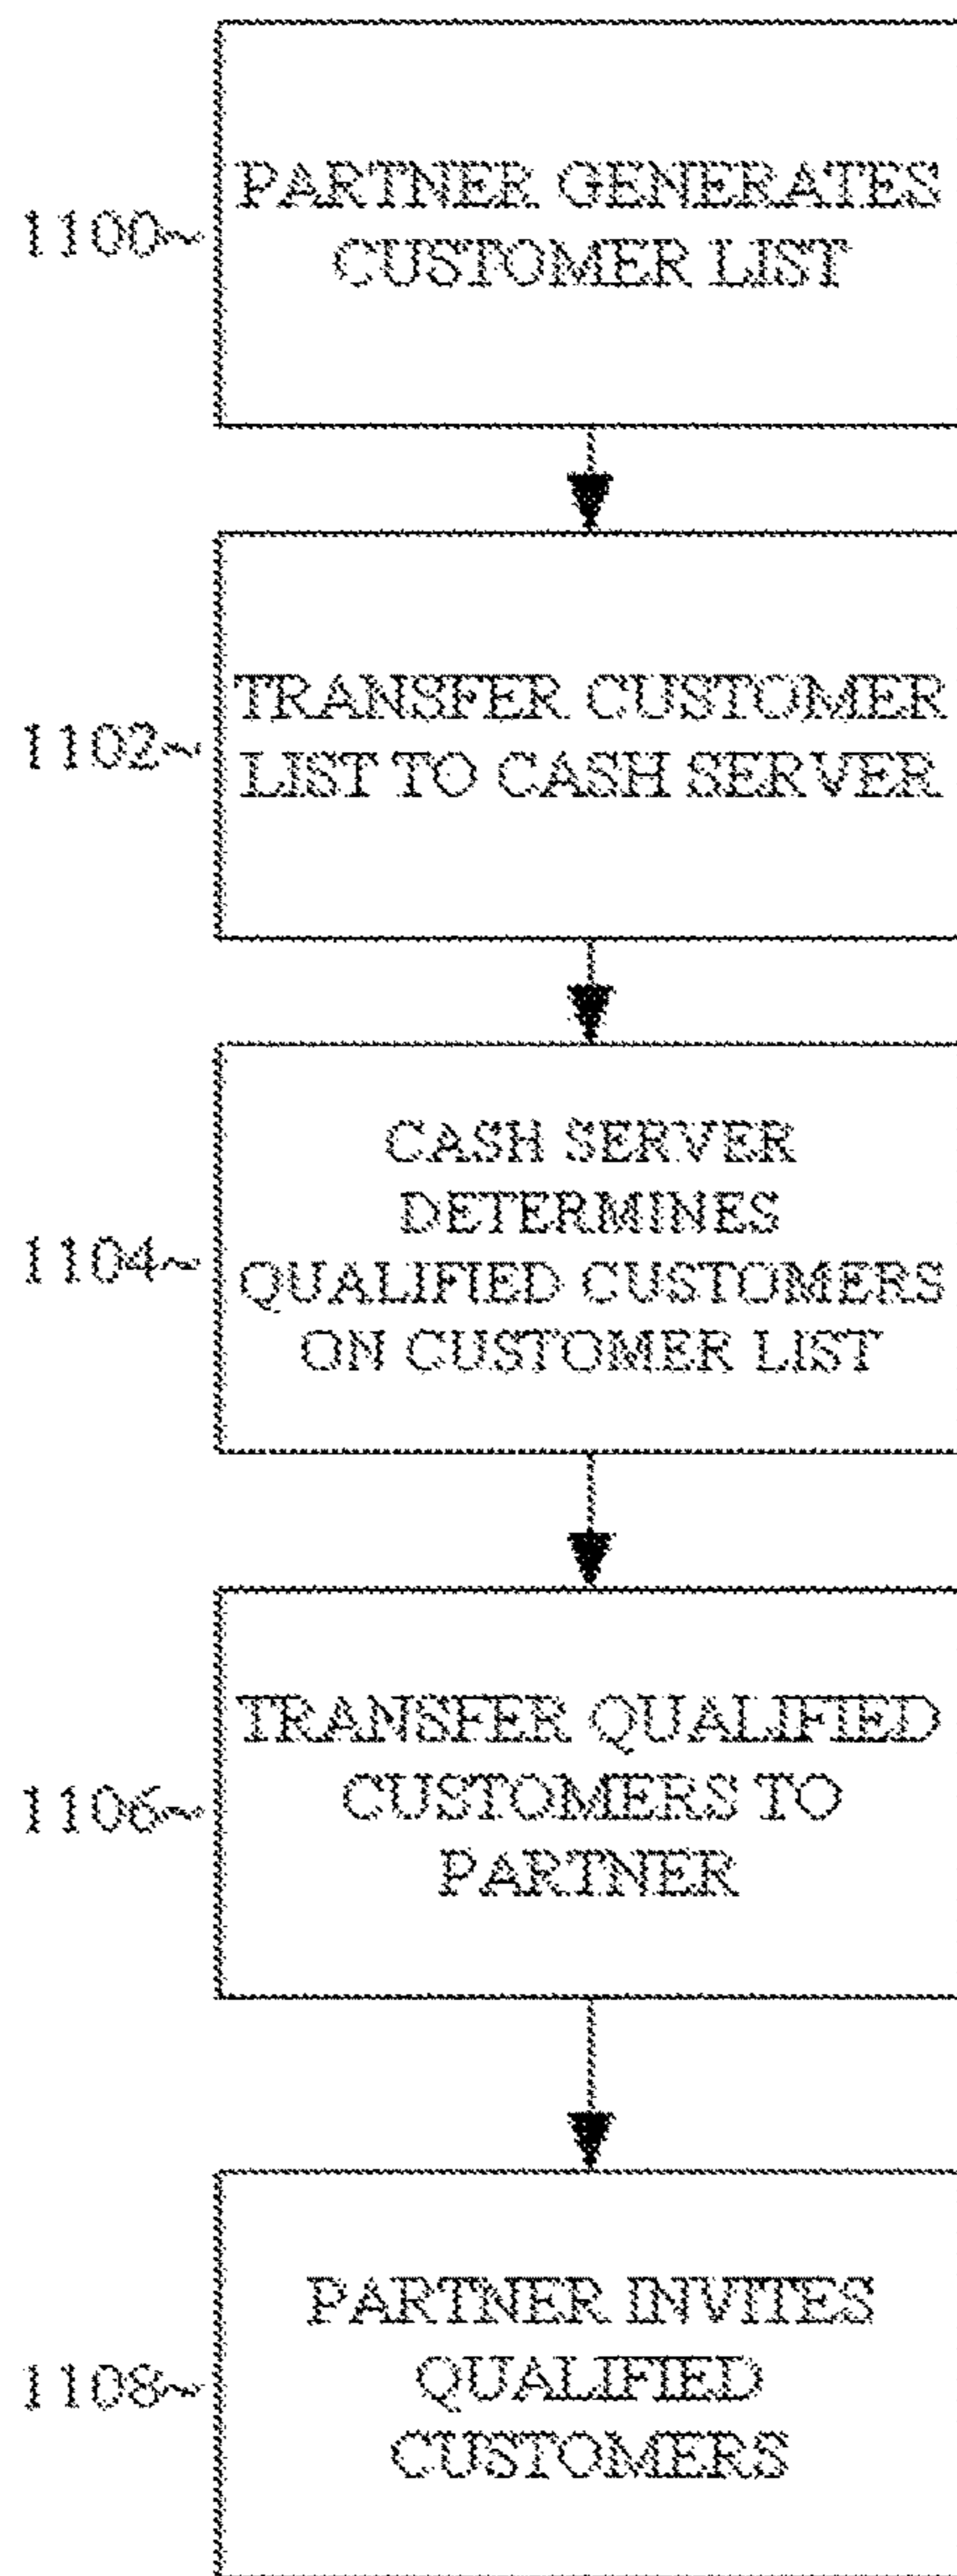 PARTNER GENERATES
CUSTOMER LIST
1100~
TRANSFER CUSTOMER
LIST TO CASH SERVER
1102~
CASH SERVER
DETERMINES
QUALIFIED CUSTOMERS
ON CUSTOMER LIST
1104~
TRANSFER QUALIFIED
CUSTOMERS TO
PARTNER
1106~
PARTNER INVITES
QUALIFIED
CUSTOMERS
1108~